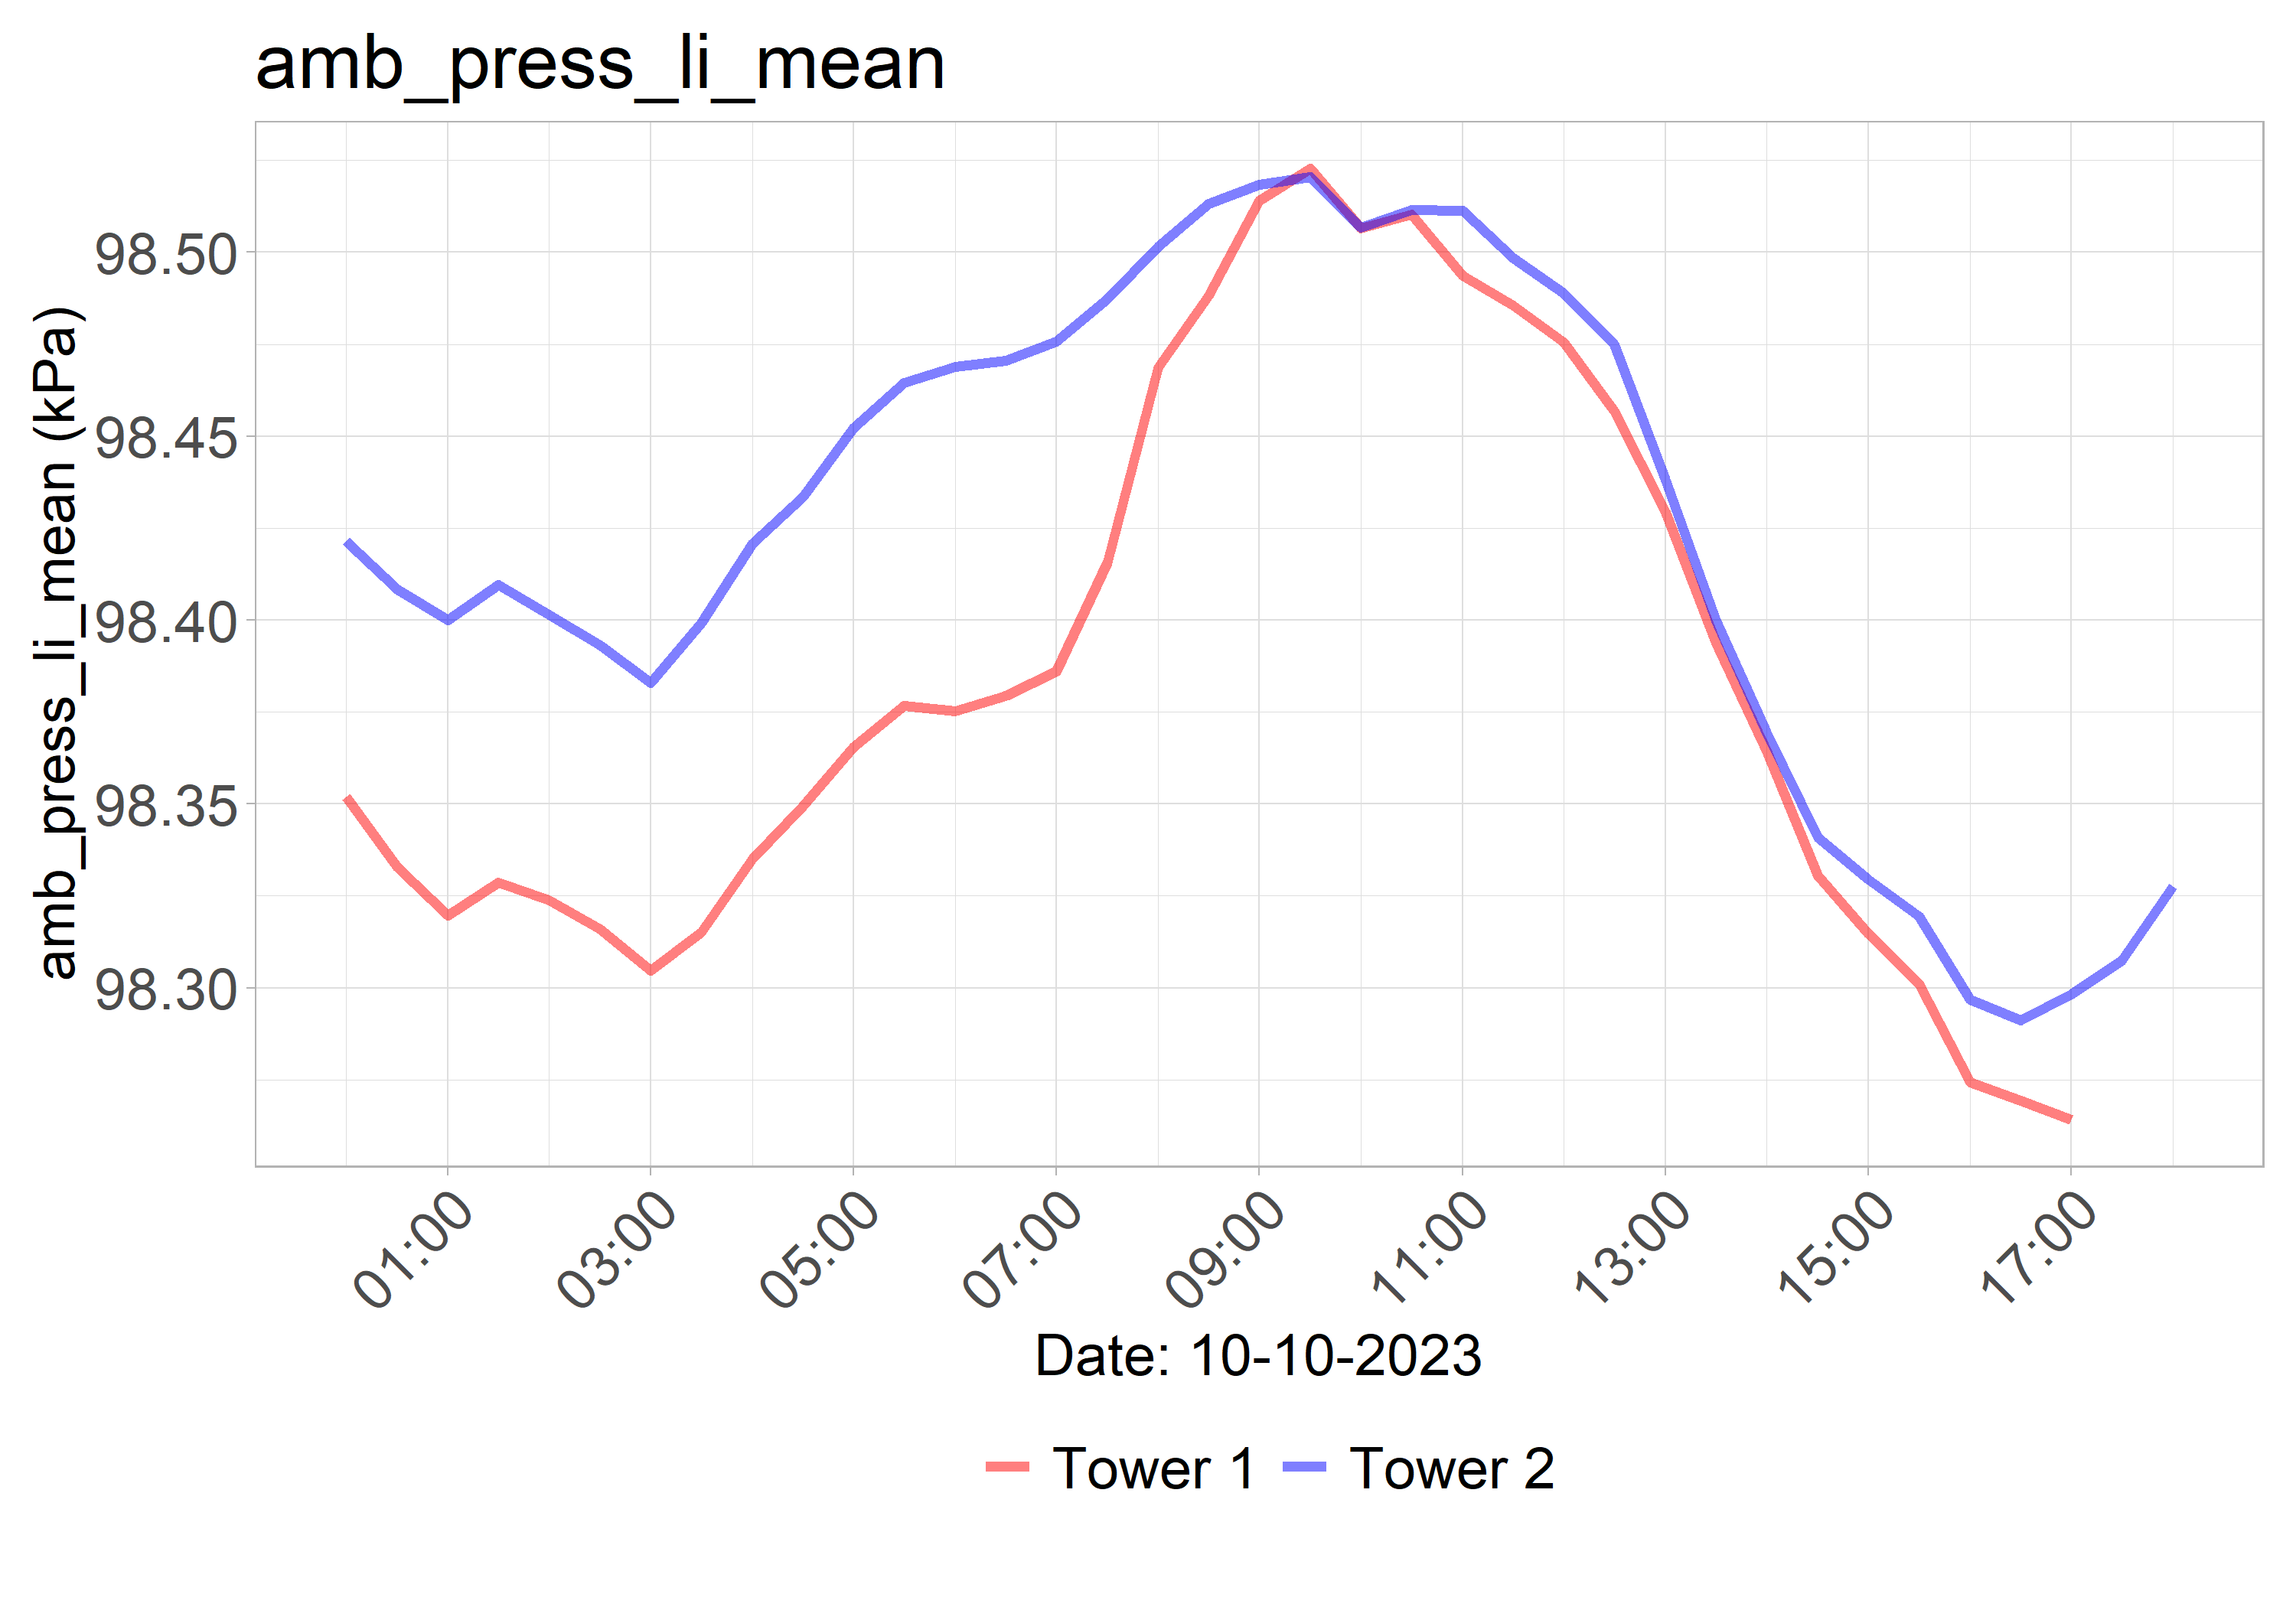 amb_press_li_mean
amb_press_li_mean (kPa)
98.50
98.45
98.40
98.35
98.30
01:00 03:00 05:00 07:00 09:00 11:00 13:00 15:00 17:00
Date: 10-10-2023
Tower 1 Tower 2